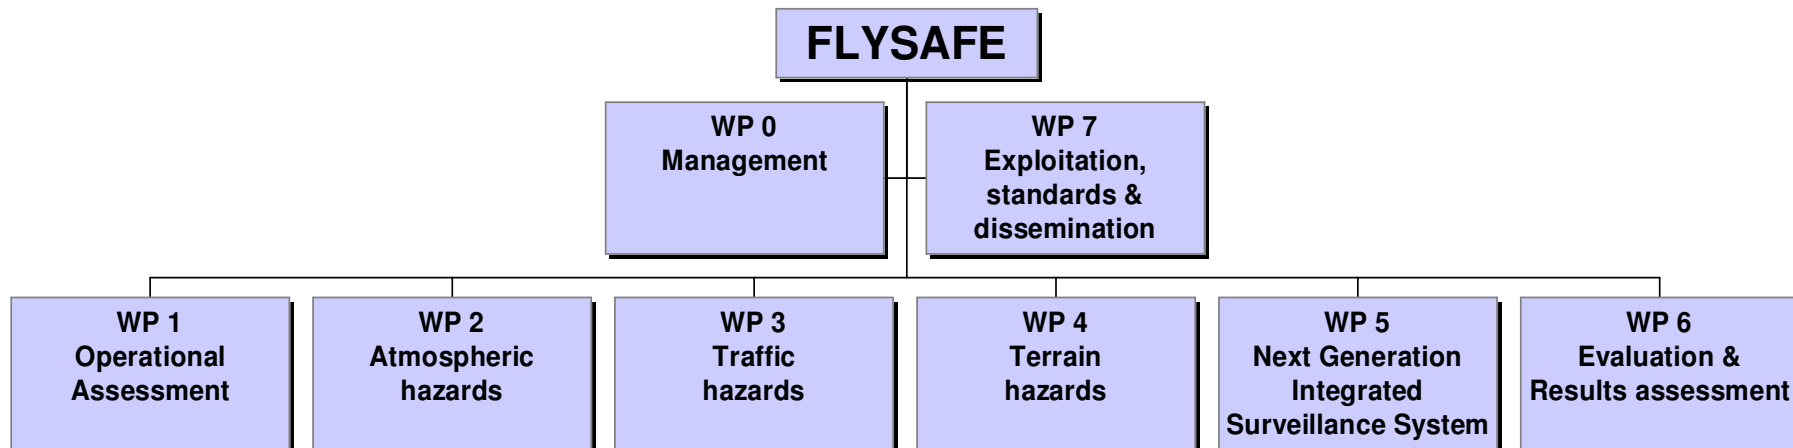 FLYSAFE
WP 0
Management
WP 7
Exploitation,
standards &
dissemination
WP 1
Operational
Assessment
WP 2
Atmospheric
hazards
WP 3
Traffic
hazards
WP 4
Terrain
hazards
WP 5
Next Generation
Integrated
Surveillance System
WP 6
Evaluation &
Results assessment